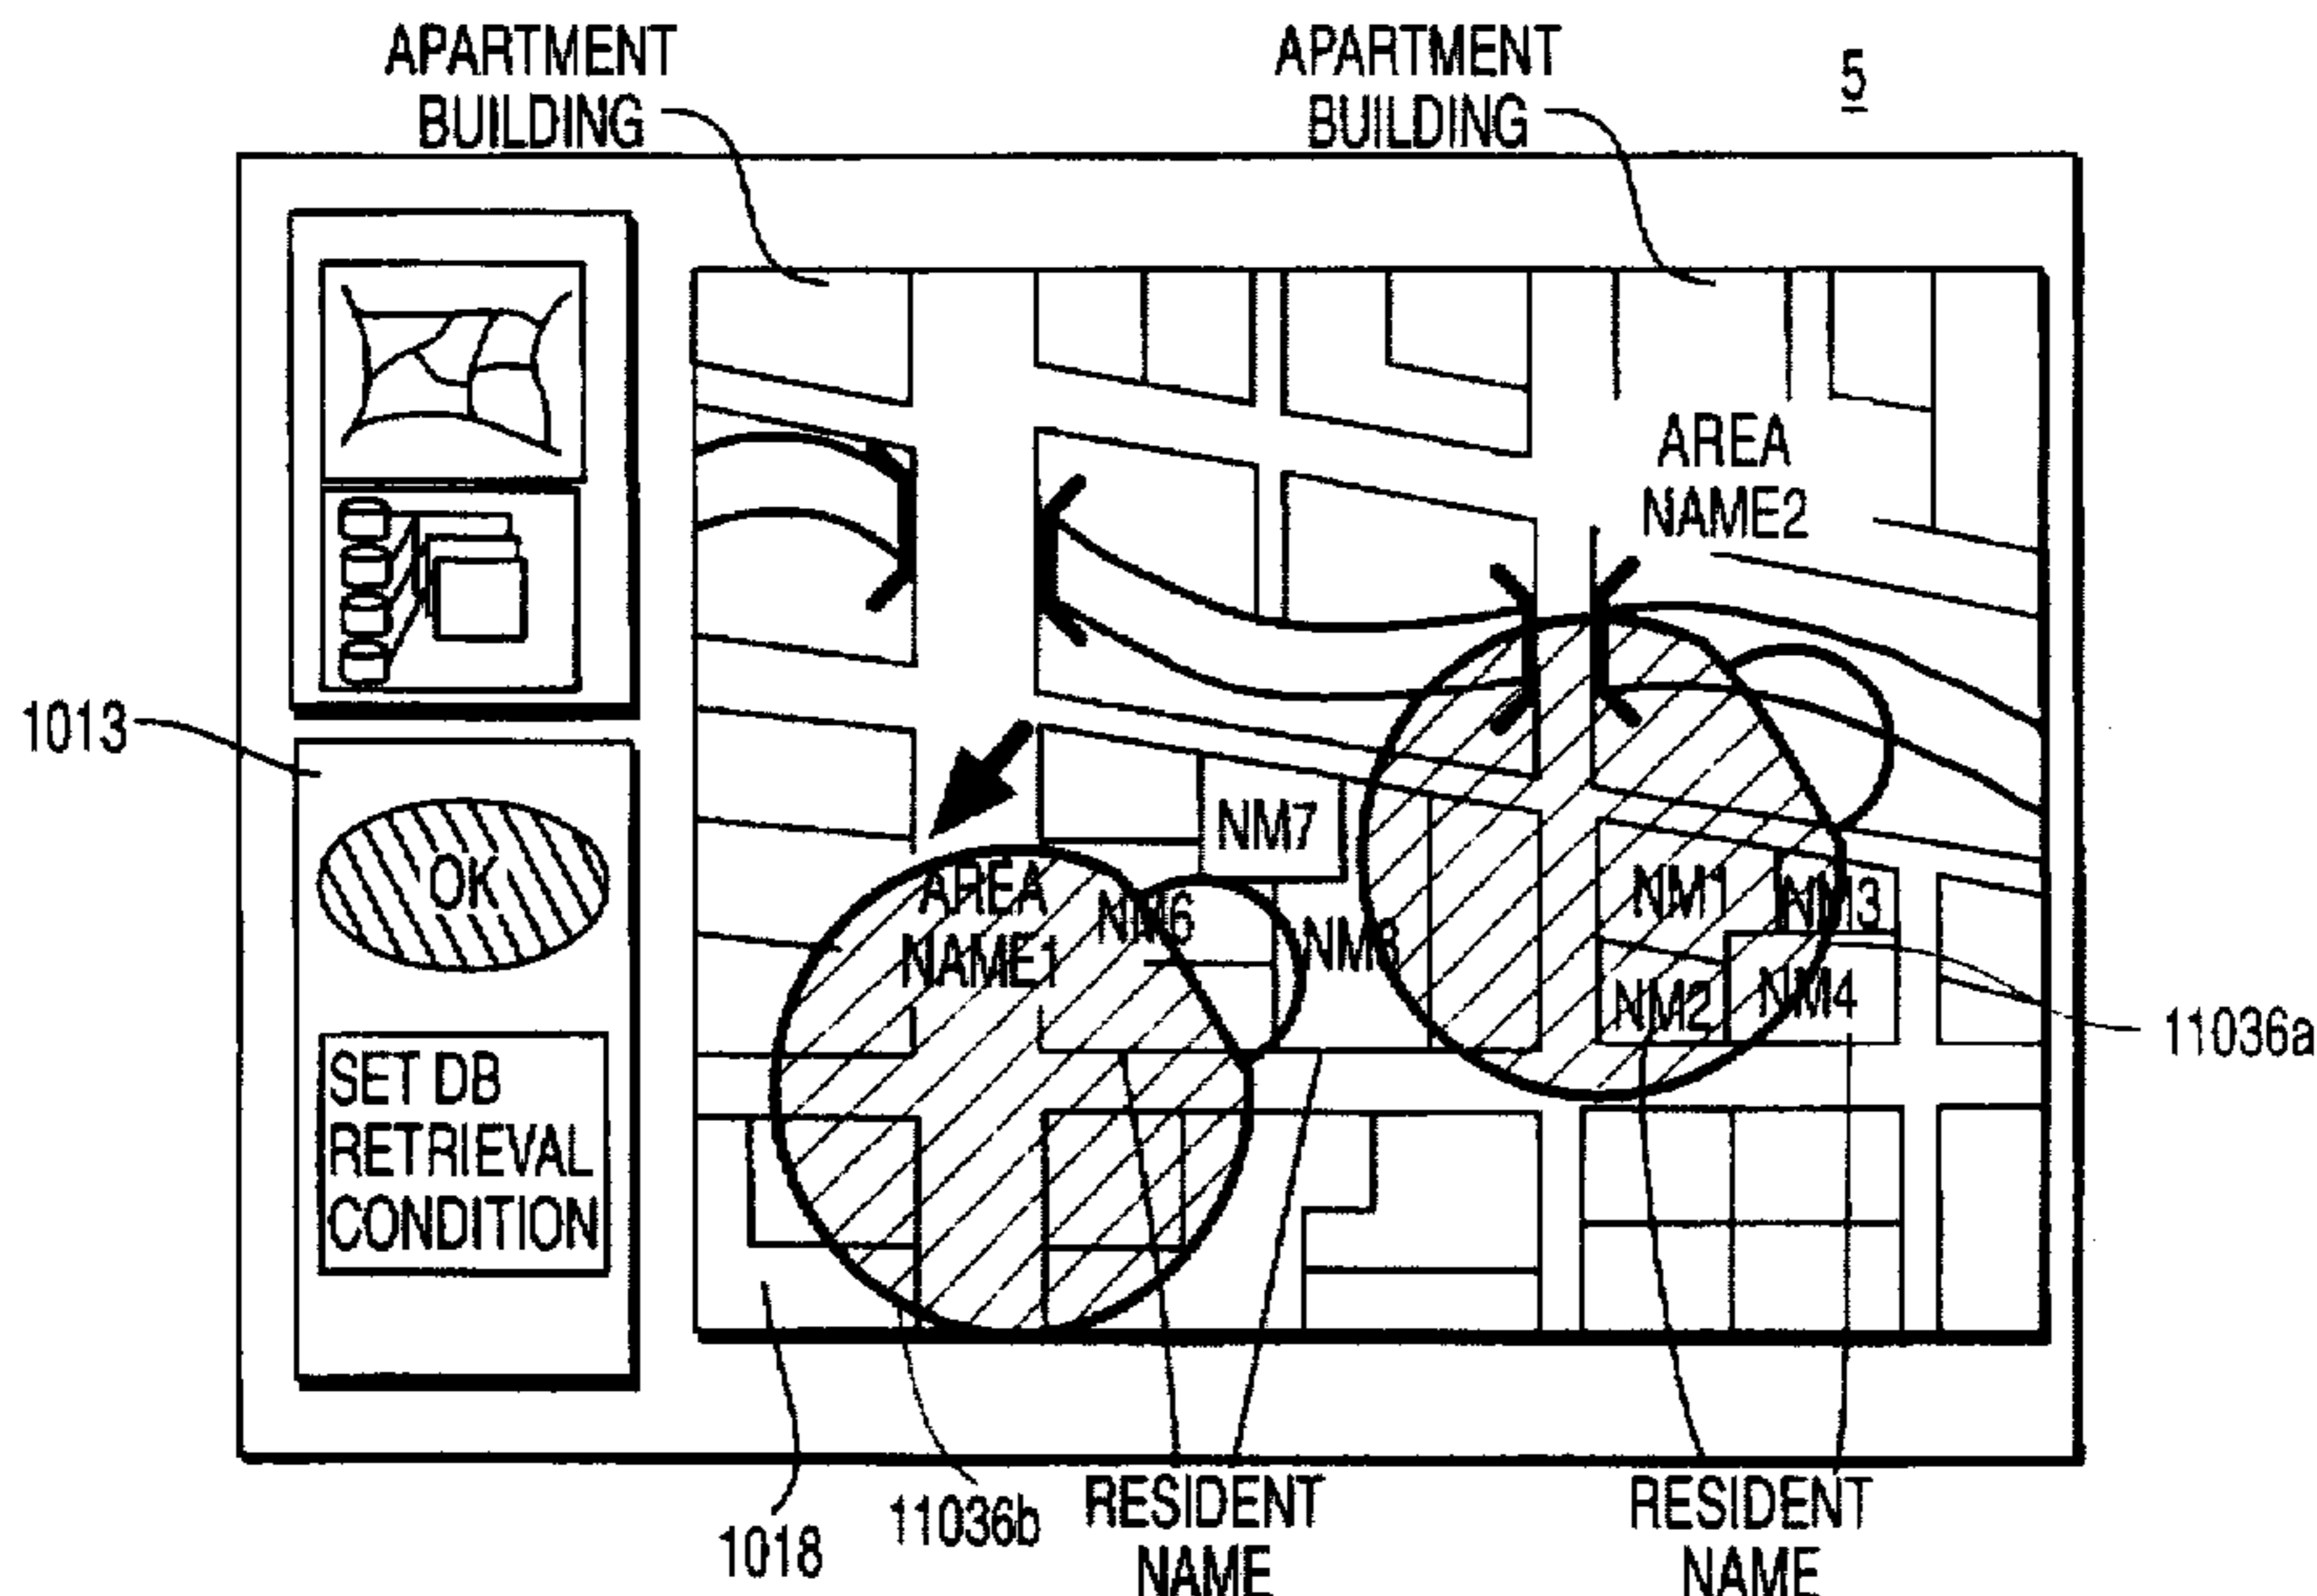 APARTMENT
BUILDING
APARTMENT
BUILDING
5
AREA
NAME2
1013
OK
NM7
AREA
NAME1
NM6
NM1
NM3
NM2
NM4
11036a
SET DB
RETRIEVAL
CONDITION
1018
11036b
RESIDENT
NAME
RESIDENT
NAME